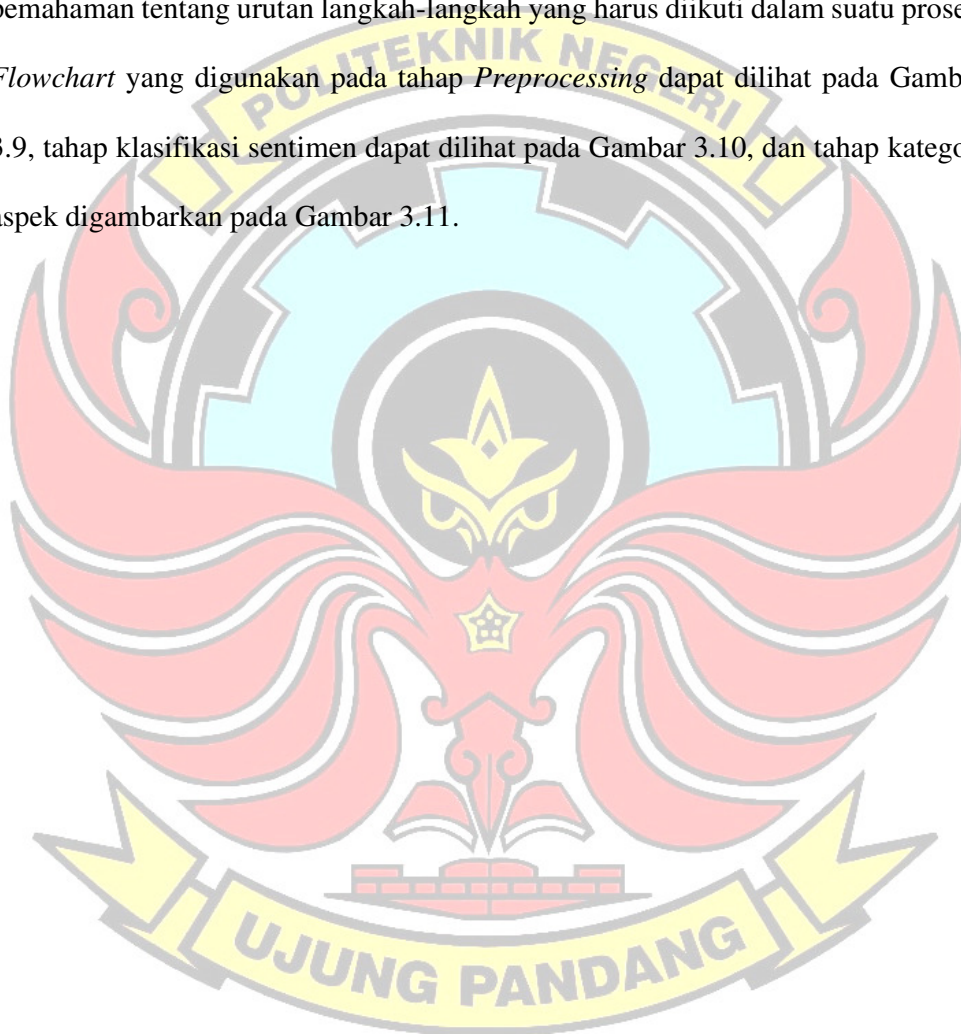 pemahaman tentang urutan langkah-langkah yang harus diikuti dalam suatu prose
Flowchart yang digunakan pada tahap Preprocessing dapat dilihat pada Gamb
3.9, tahap klasifikasi sentimen dapat dilihat pada Gambar 3.10, dan tahap katego
aspek digambarkan pada Gambar 3.11.
POLITEKNIK NEGERI
UJUNG PANDANG